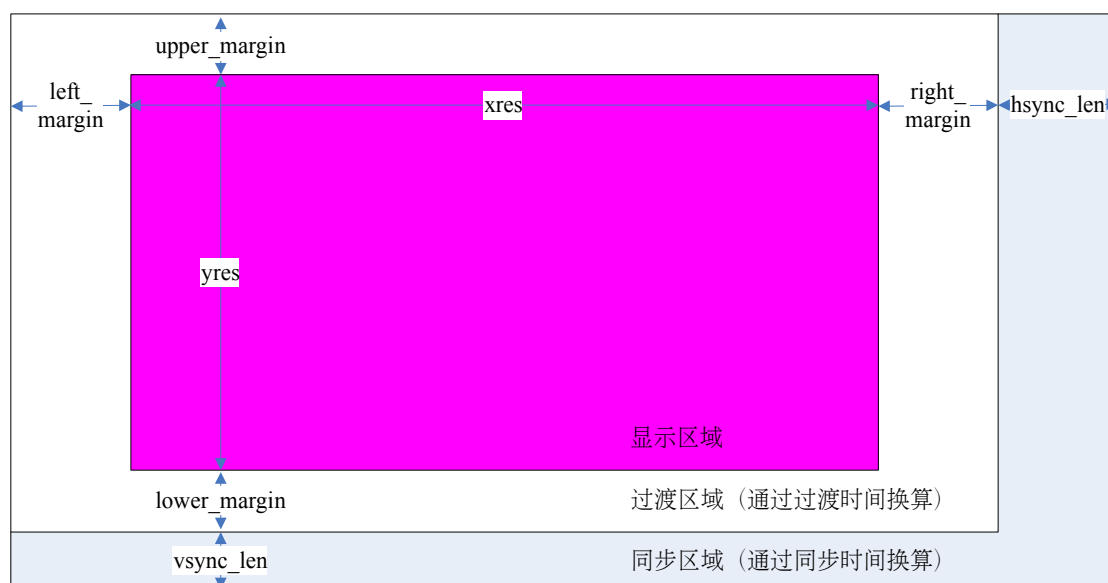 upper_margin
left_
margin
xres
right_
margin
hsync_len
yres
显示区域
lower_margin
过渡区域（通过过渡时间换算）
vsync_len
同步区域（通过同步时间换算）